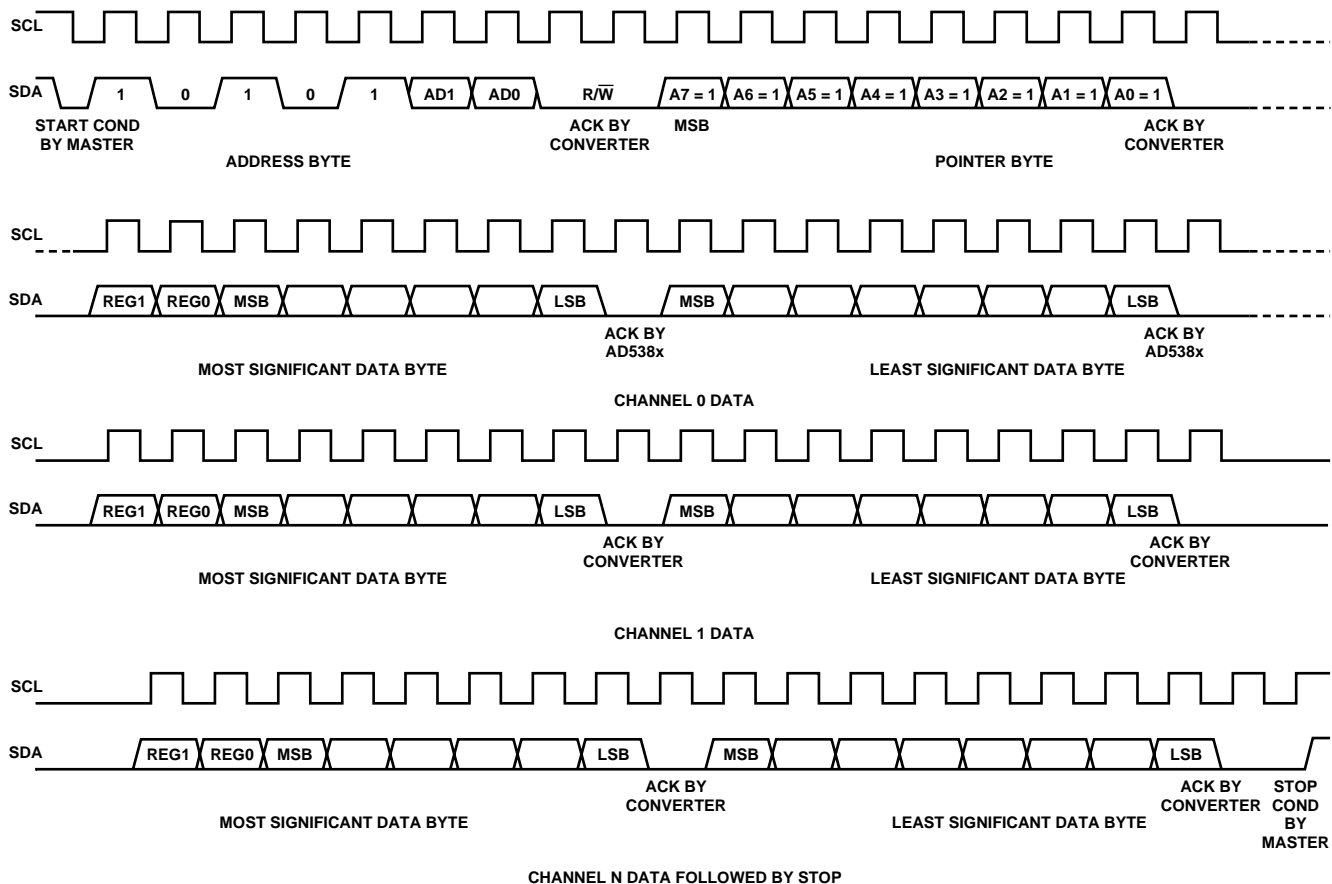 SCL
SDA 1 0 1 0 1 AD1 AD0 R/W̅ A7 = 1 A6 = 1 A5 = 1 A4 = 1 A3 = 1 A2 = 1 A1 = 1 A0 = 1
START COND BY MASTER
ACK BY CONVERTER
MSB
ACK BY CONVERTER
ADDRESS BYTE
POINTER BYTE
SCL
SDA REG1 REG0 MSB LSB MSB LSB
ACK BY AD538x
ACK BY AD538x
MOST SIGNIFICANT DATA BYTE
LEAST SIGNIFICANT DATA BYTE
CHANNEL 0 DATA
SCL
SDA REG1 REG0 MSB LSB MSB LSB
ACK BY CONVERTER
ACK BY CONVERTER
MOST SIGNIFICANT DATA BYTE
LEAST SIGNIFICANT DATA BYTE
CHANNEL 1 DATA
SCL
SDA REG1 REG0 MSB LSB MSB LSB
ACK BY CONVERTER
ACK BY CONVERTER
STOP COND BY MASTER
MOST SIGNIFICANT DATA BYTE
LEAST SIGNIFICANT DATA BYTE
CHANNEL N DATA FOLLOWED BY STOP